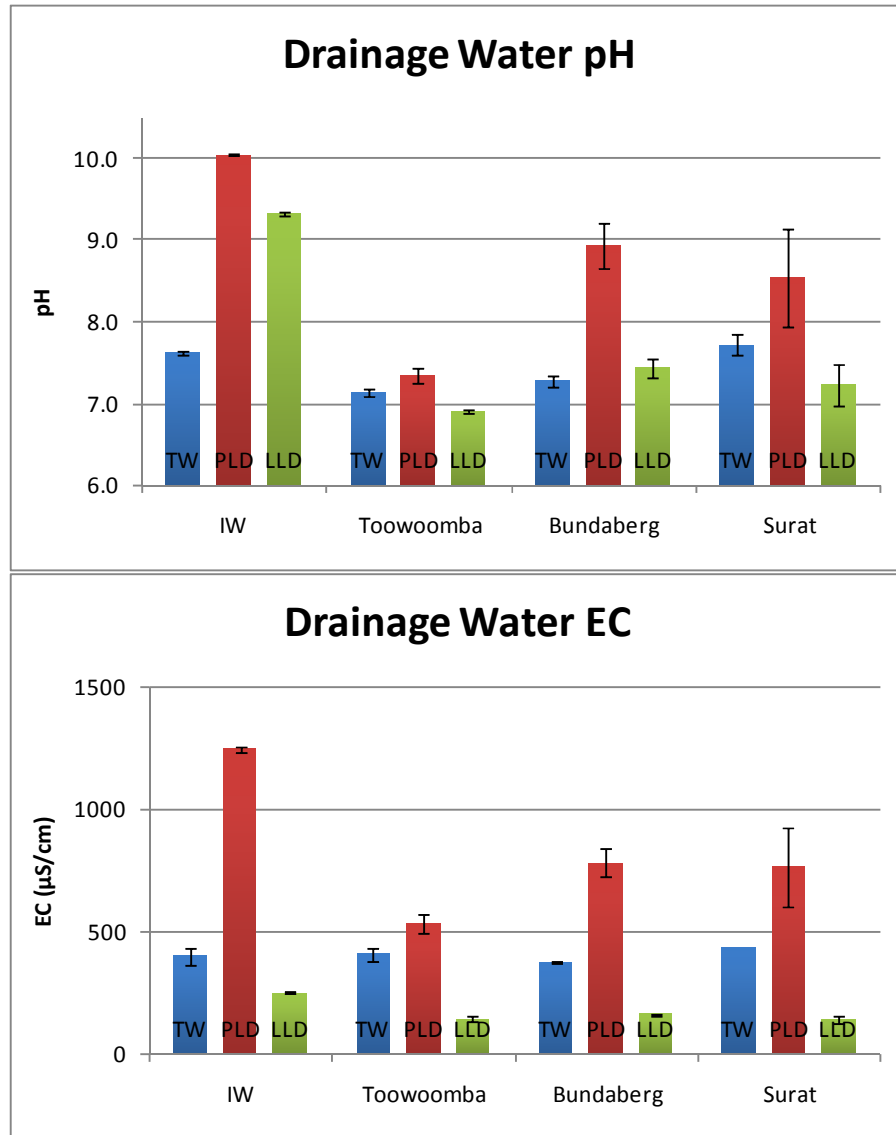 Drainage Water pH
10.0
9.0
8.0
7.0
6.0
pH
TW PLD LLD TW PLD LLD TW PLD LLD TW PLD LLD
IW Toowoomba Bundaberg Surat
Drainage Water EC
1500
1000
500
0
EC (µS/cm)
TW PLD LLD TW PLD LLD TW PLD LLD TW PLD LLD
IW Toowoomba Bundaberg Surat